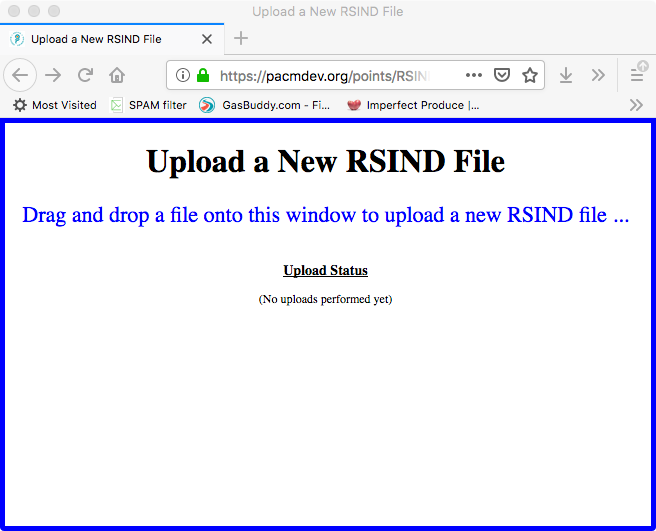 Upload a New RSIND File
Upload a New RSIND File
https://pacmdev.org/points/RSIND
Most Visited SPAM filter GasBuddy.com - Fi... Imperfect Produce |...
Upload a New RSIND File
Drag and drop a file onto this window to upload a new RSIND file ...
Upload Status
(No uploads performed yet)